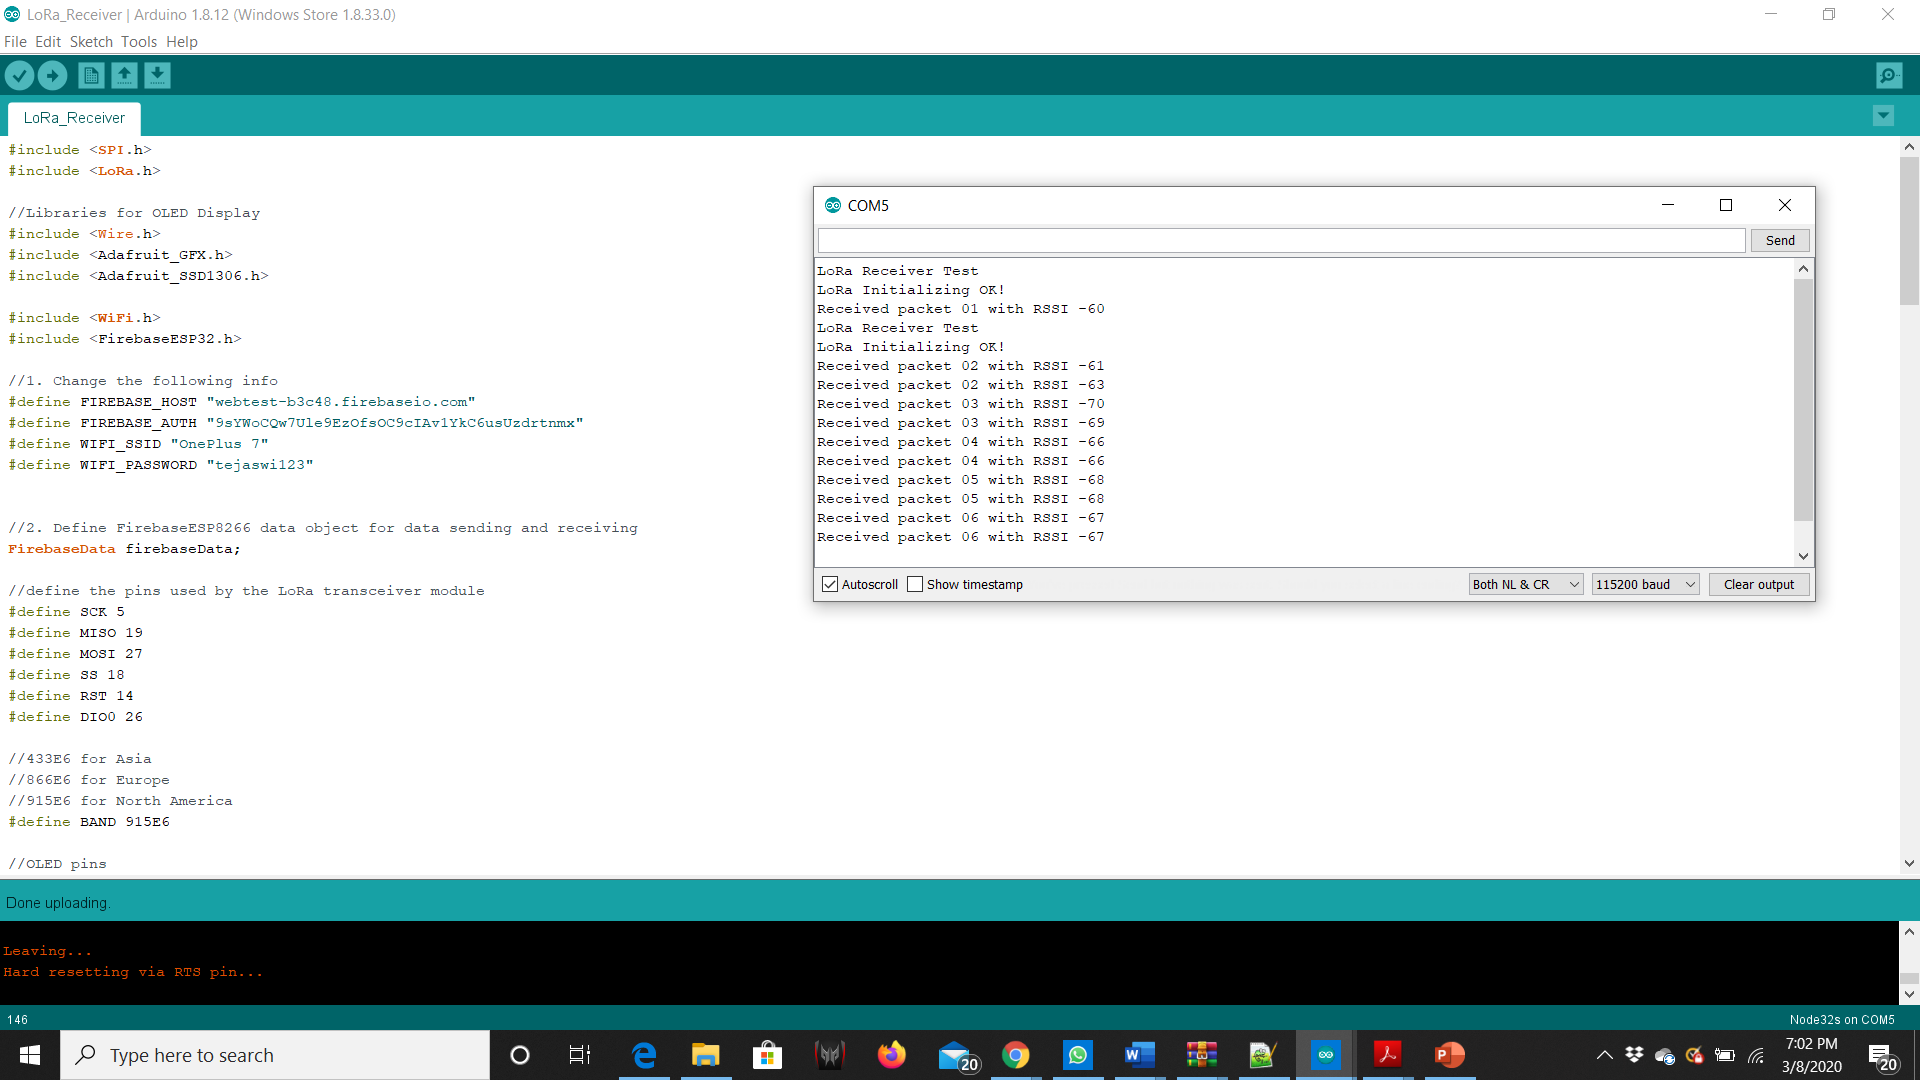 LoRa_Receiver | Arduino 1.8.12 (Windows Store 1.8.33.0)
File Edit Sketch Tools Help
LoRa_Receiver
#include <SPI.h>
#include <LoRa.h>
//Libraries for OLED Display
#include <Wire.h>
#include <Adafruit_GFX.h>
#include <Adafruit_SSD1306.h>
#include <WiFi.h>
#include <FirebaseESP32.h>
//1. Change the following info
#define FIREBASE_HOST "webtest-b3c48.firebaseio.com"
#define FIREBASE_AUTH "9sYWoCQw7Ule9EzOfsOC9cIAv1YkC6usUzdrtnmx"
#define WIFI_SSID "OnePlus 7"
#define WIFI_PASSWORD "tejaswi123"
//2. Define FirebaseESP8266 data object for data sending and receiving
FirebaseData firebaseData;
//define the pins used by the LoRa transceiver module
#define SCK 5
#define MISO 19
#define MOSI 27
#define SS 18
#define RST 14
#define DIO0 26
//433E6 for Asia
//866E6 for Europe
//915E6 for North America
#define BAND 915E6
//OLED pins
COM5
Send
LoRa Receiver Test
LoRa Initializing OK!
Received packet 01 with RSSI -60
LoRa Receiver Test
LoRa Initializing OK!
Received packet 02 with RSSI -61
Received packet 02 with RSSI -63
Received packet 03 with RSSI -70
Received packet 03 with RSSI -69
Received packet 04 with RSSI -66
Received packet 04 with RSSI -66
Received packet 05 with RSSI -68
Received packet 05 with RSSI -68
Received packet 06 with RSSI -67
Received packet 06 with RSSI -67
Autoscroll Show timestamp Both NL & CR 115200 baud Clear output
Done uploading.
Leaving...
Hard resetting via RTS pin...
146 Node32s on COM5
Type here to search
20
7:02 PM
3/8/2020
20